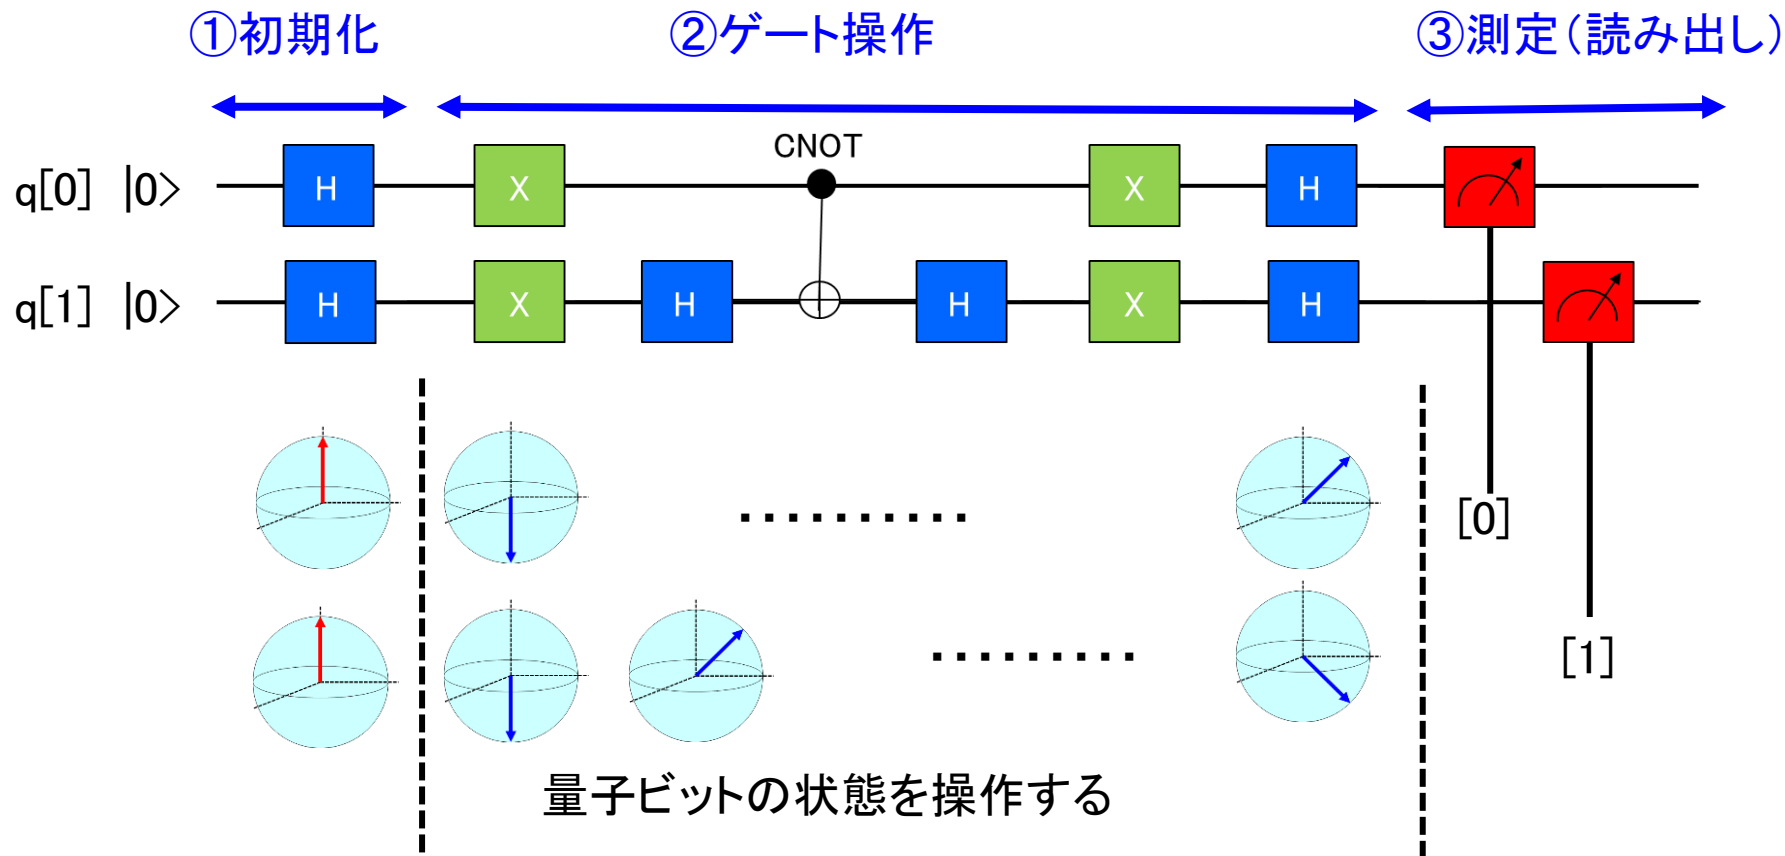 ①初期化
②ゲート操作
③測定(読み出し)
CNOT
q[0] |0> H X X H
q[1] |0> H X H H X H
[0]
[1]
量子ビットの状態を操作する